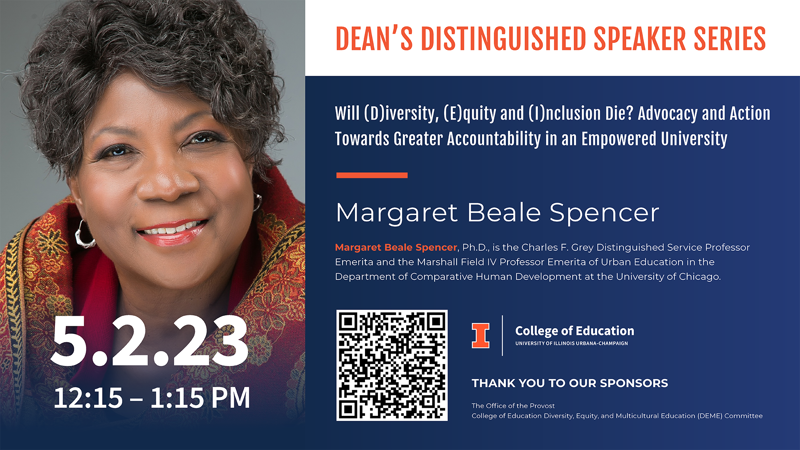 DEAN’S DISTINGUISHED SPEAKER SERIES
Will (D)iversity, (E)quity and (I)nclusion Die? Advocacy and Action
Towards Greater Accountability in an Empowered University
Margaret Beale Spencer
Margaret Beale Spencer, Ph.D., is the Charles F. Grey Distinguished Service Professor
Emerita and the Marshall Field IV Professor Emerita of Urban Education in the
Department of Comparative Human Development at the University of Chicago.
5.2.23
12:15 – 1:15 PM
I
College of Education
UNIVERSITY OF ILLINOIS URBANA-CHAMPAIGN
THANK YOU TO OUR SPONSORS
The Office of the Provost
College of Education Diversity, Equity, and Multicultural Education (DEME) Committee